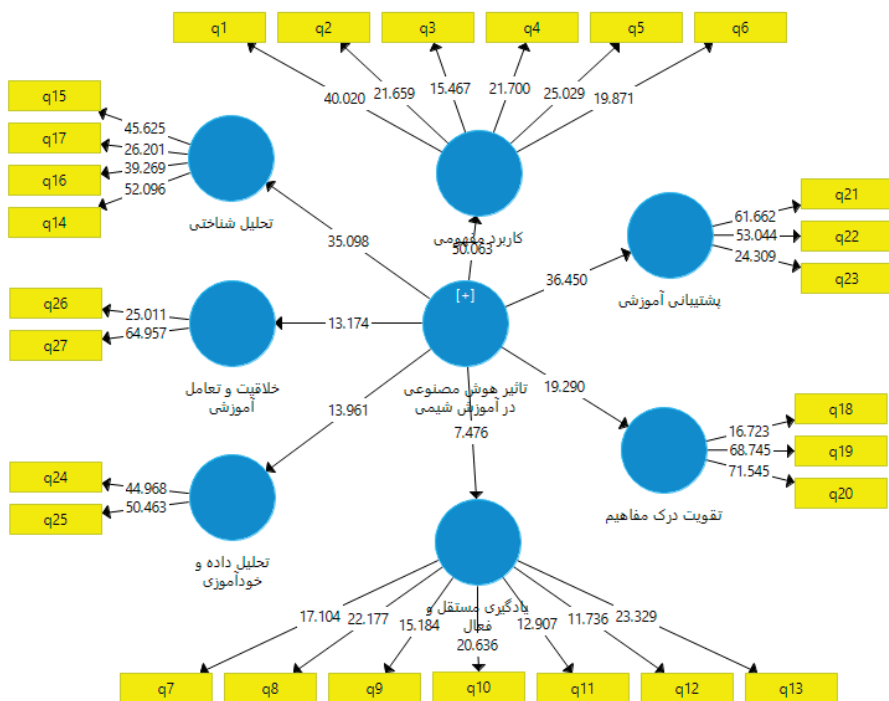 q1
q2
q3
q4
q5
q6
40.020
21.659
15.467
21.700
25.029
19.871
q15
q17
q16
q14
45.625
26.201
39.269
52.096
تحلیل شناختی
کاربرد مفهومی
q21
q22
q23
61.662
53.044
24.309
پشتیبانی آموزشی
35.098
50.063
36.450
[+]
تاثیر هوش مصنوعی
در آموزش شیمی
q26
q27
25.011
64.957
خلاقیت و تعامل
آموزشی
13.174
13.961
7.476
19.290
q18
q19
q20
16.723
68.745
71.545
تقویت درک مفاهیم
q24
q25
44.968
50.463
تحلیل داده و
خودآموزی
یادگیری مستقل و
فعال
17.104
22.177
15.184
20.636
12.907
11.736
23.329
q7
q8
q9
q10
q11
q12
q13